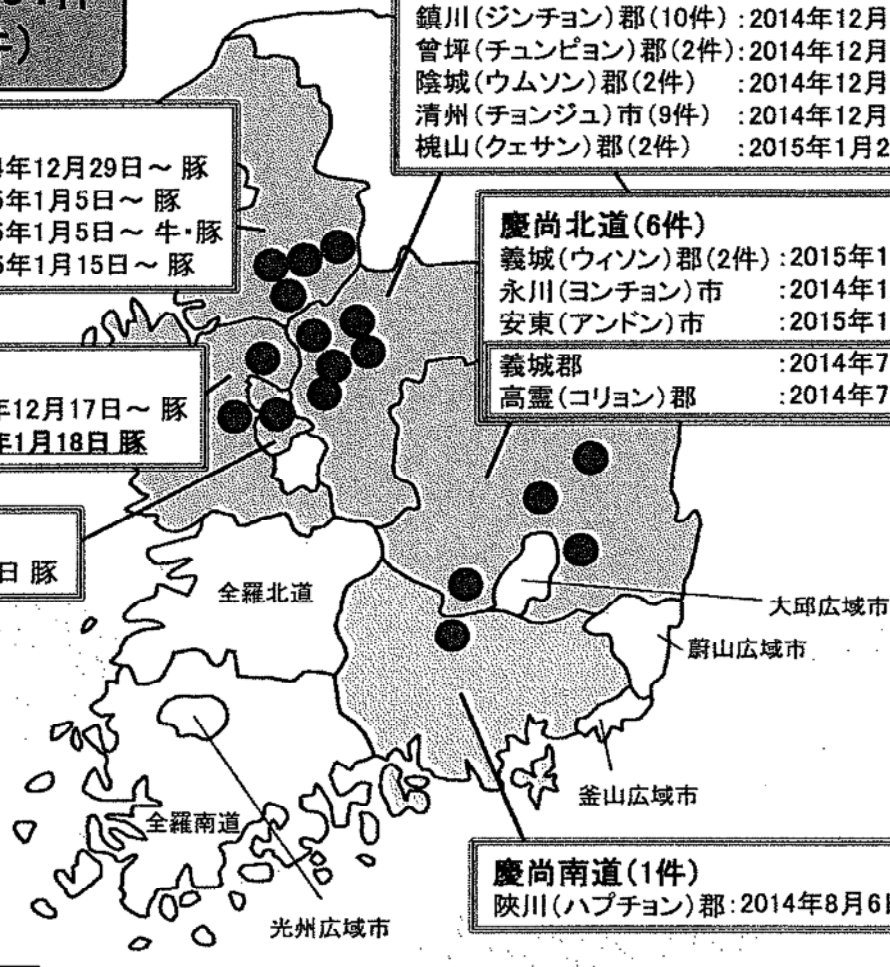 鎮川(ジンチョン)郡(10件):2014年12月
曾坪(チュンピョン)郡(2件):2014年12月
陰城(ウムソン)郡(2件) :2014年12月
清州(チョンジュ)市(9件) :2014年12月
槐山(クェサン)郡(2件) :2015年1月2
年12月29日~ 豚
年1月5日~ 豚
年1月5日~ 牛・豚
年1月15日~ 豚
慶尚北道(6件)
義城(ウィソン)郡(2件):2015年1
永川(ヨンチョン)市 :2014年1
安東(アンドン)市 :2015年1
義城郡 :2014年7
高霊(コリョン)郡 :2014年7
年12月17日~ 豚
年1月18日 豚
日 豚
全羅北道
大邱広域市
蔚山広域市
釜山広域市
全羅南道
光州広域市
慶尚南道(1件)
陜川(ハプチョン)郡:2014年8月6日